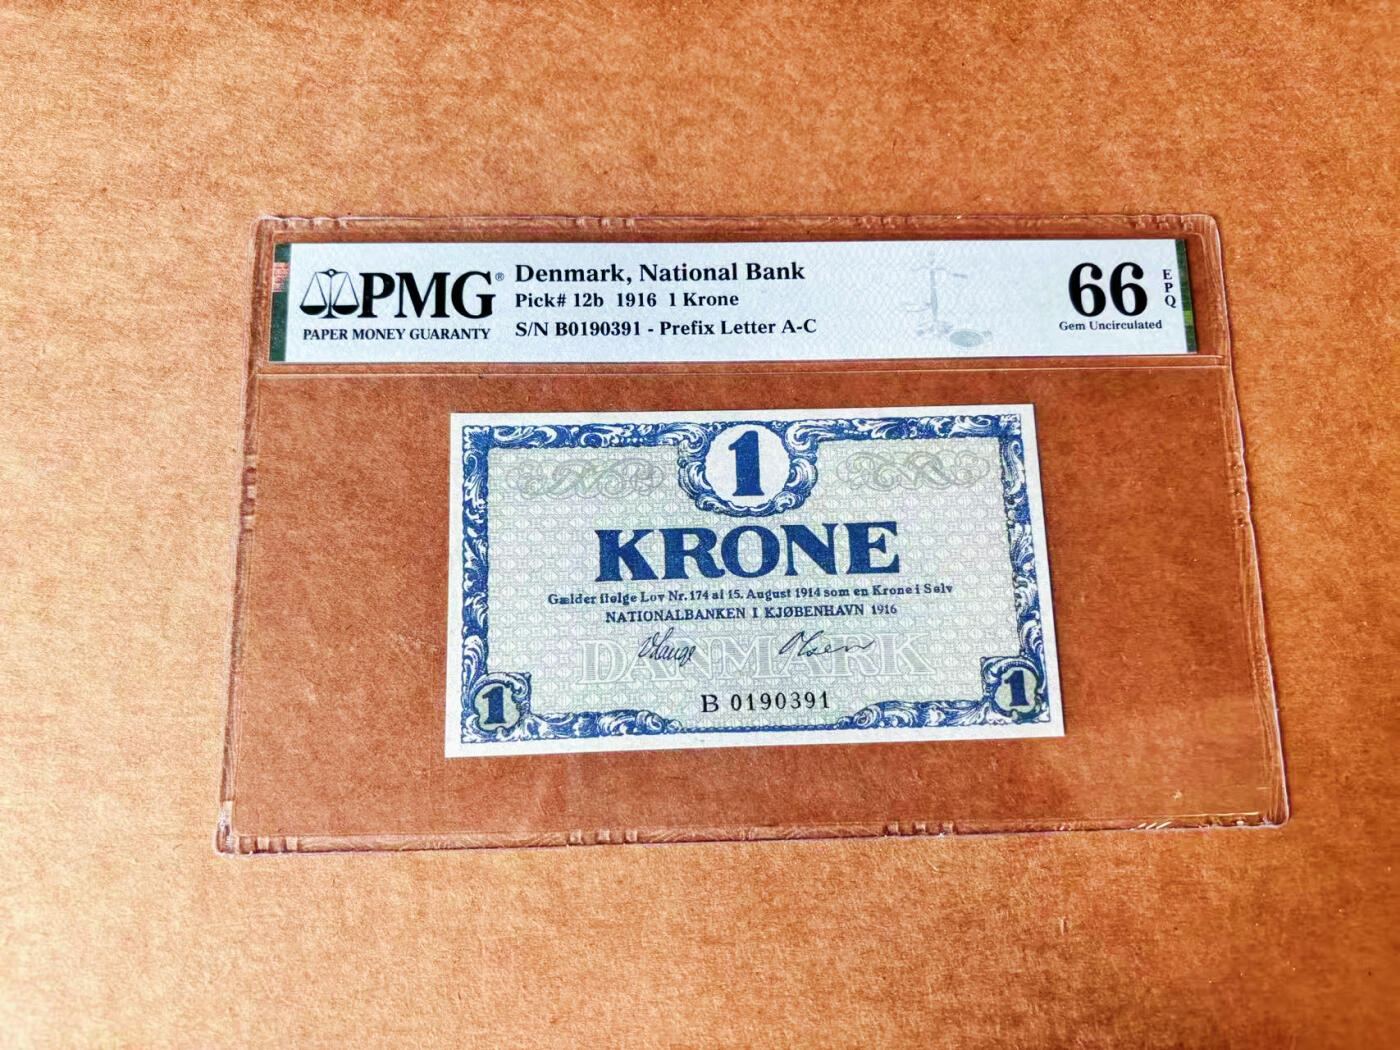 PMG®
PAPER MONEY GUARANTY
Denmark, National Bank
Pick# 12b 1916 1 Krone
S/N B0190391 - Prefix Letter A-C
66
EPQ
Gem Uncirculated
1
KRONE
Gælder ifølge Lov Nr. 174 af 15. August 1914 som en Krone i Sølv
NATIONALBANKEN I KJØBENHAVN 1916
VLange Olsen
DANMARK
B 0190391
1 1